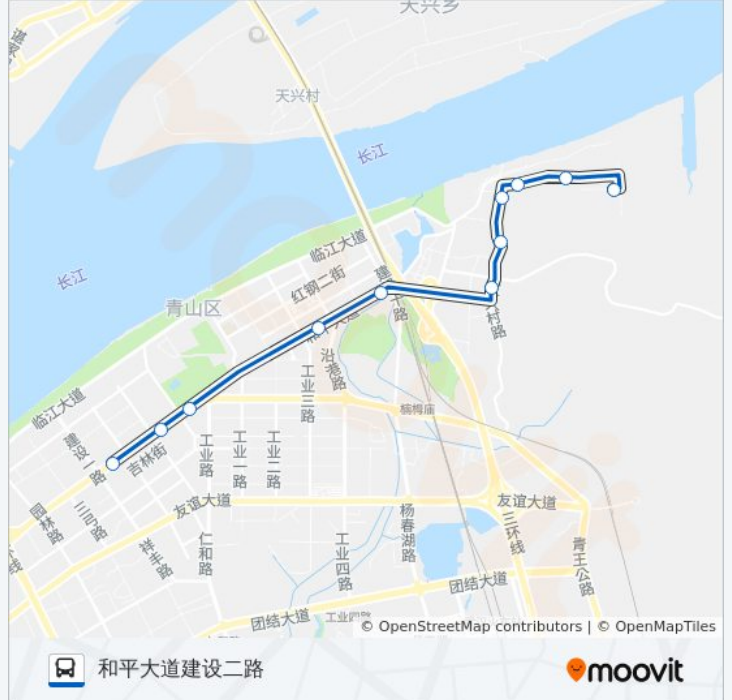 天兴乡
天兴村
长江
临江大道
长江
红钢二街
青山区
村路
沿港路
临江大道
工业三路
楠姆庙
建设一路
吉林街
工业路
工业一路
工业二路
友谊大道
友谊大道
园林路
三弓路
杨春湖路
三环线
祥丰路
仁和路
工业四路
青王公路
团结大道
团结大道
© OpenStreetMap contributors | © OpenMapTiles
和平大道建设二路
moovit